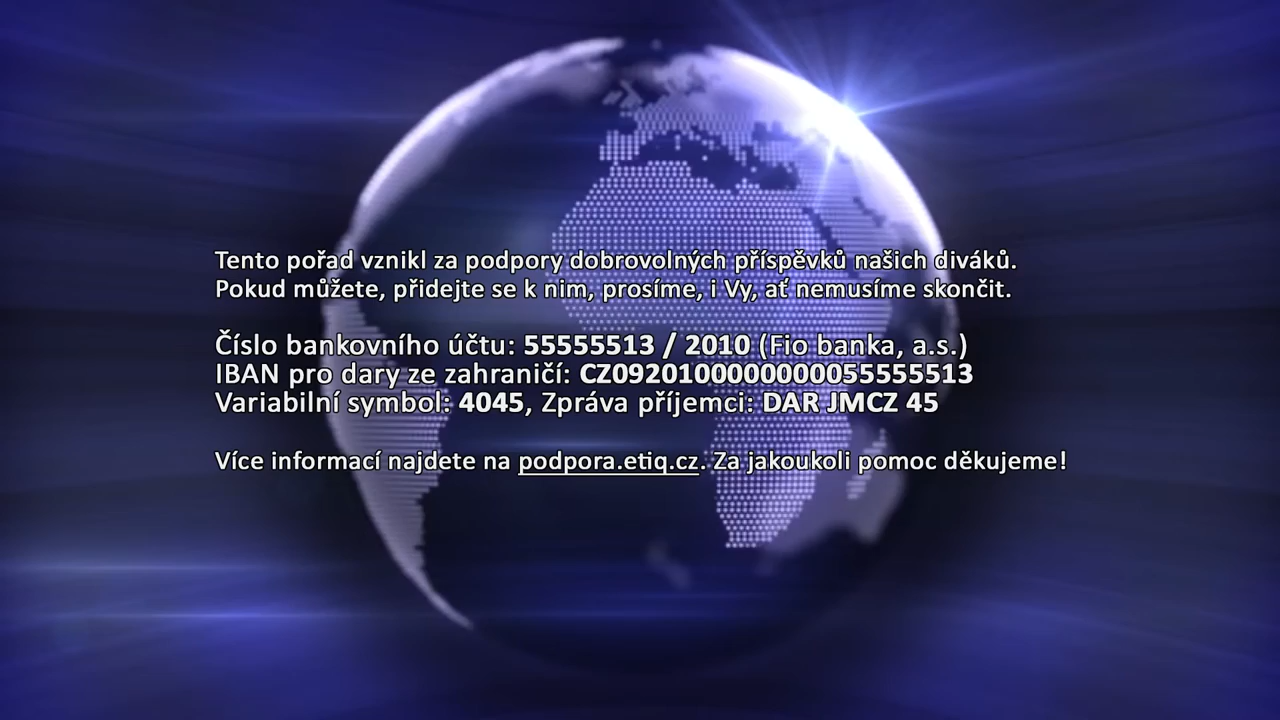 Tento pořad vznikl za podpory dobrovolných příspěvků našich diváků.
Pokud můžete, přidejte se k nim, prosíme, i Vy, ať nemusíme skončit.
Číslo bankovního účtu: 55555513 / 2010 (Fio banka, a.s.)
IBAN pro dary ze zahraničí: CZ0920100000000055555513
Variabilní symbol: 4045, Zpráva příjemci: DAR JMCZ 45
Více informací najdete na podpora.etiq.cz. Za jakoukoli pomoc děkujeme!